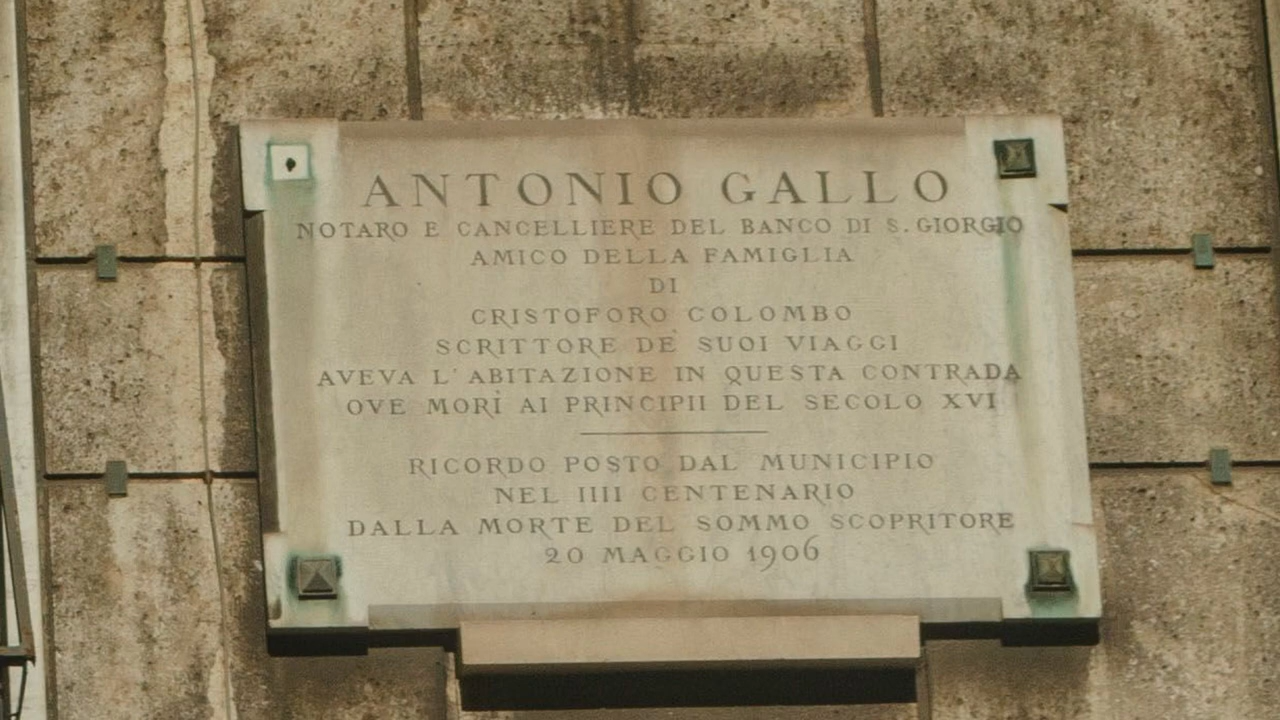 ANTONIO GALLO
NOTARO E CANCELLIERE DEL BANCO DI S. GIORGIO
AMICO DELLA FAMIGLIA
DI
CRISTOFORO COLOMBO
SCRITTORE DE' SUOI VIAGGI
AVEVA L'ABITAZIONE IN QUESTA CONTRADA
OVE MORÌ AI PRINCIPII DEL SECOLO XVI
RICORDO POSTO DAL MUNICIPIO
NEL IIII CENTENARIO
DALLA MORTE DEL SOMMO SCOPRITORE
20 MAGGIO 1906